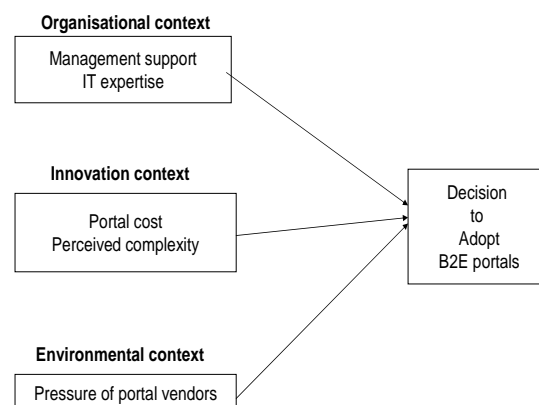 Organisational context
Management support
IT expertise
Innovation context
Portal cost
Perceived complexity
Decision
to
Adopt
B2E portals
Environmental context
Pressure of portal vendors